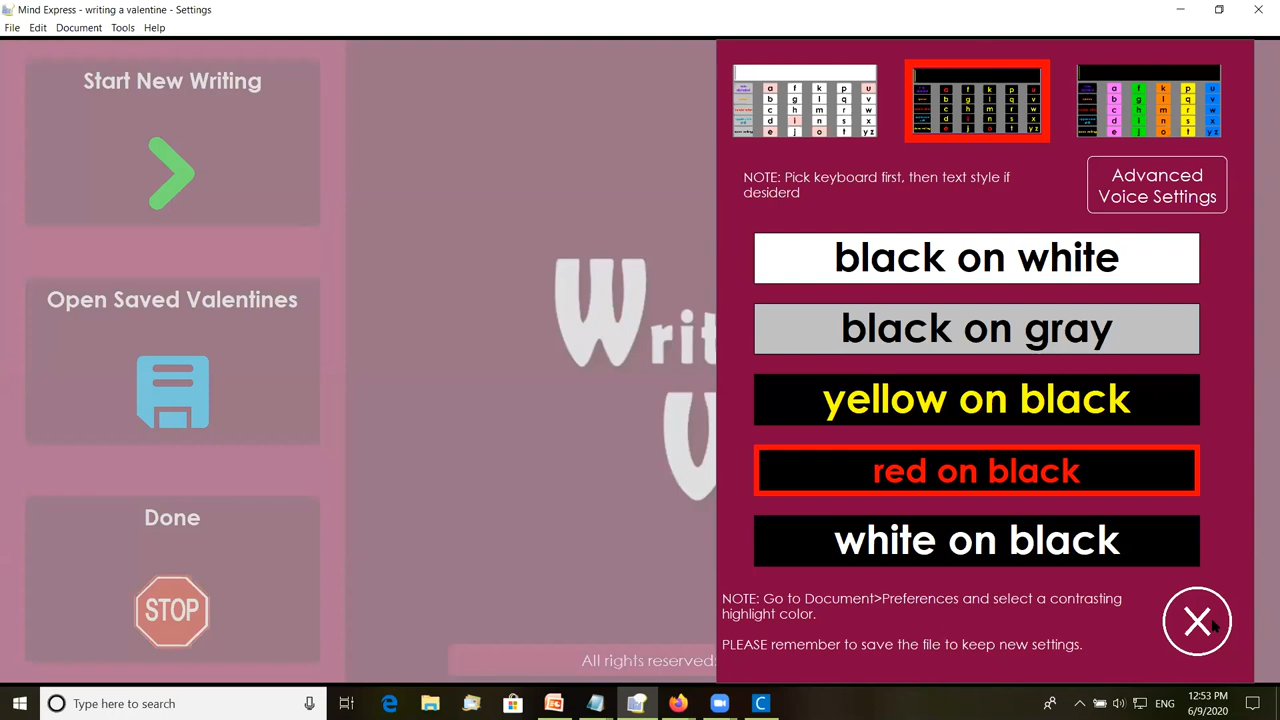 Mind Express - writing a valentine - Settings
File Edit Document Tools Help
Start New Writing
Open Saved Valentines
Done
STOP
Writ
W
All rights reserved
a f k p u
b g l q v
c h m r w
d i n s x
e j o t yz
a f k p u
b g l q v
c h m r w
d i n s x
e j o t yz
a f k p u
b g l q v
c h m r w
d i n s x
e j o t yz
NOTE: Pick keyboard first, then text style if
desiderd
Advanced
Voice Settings
black on white
black on gray
yellow on black
red on black
white on black
NOTE: Go to Document>Preferences and select a contrasting
highlight color.
PLEASE remember to save the file to keep new settings.
Type here to search
ENG
12:53 PM
6/9/2020